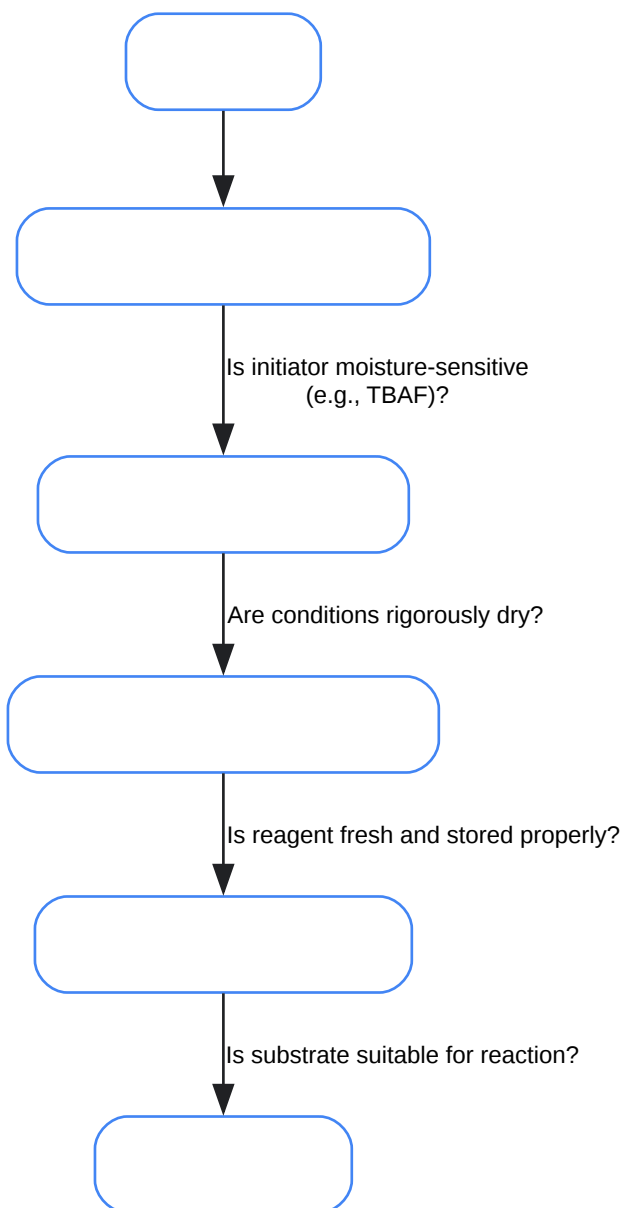 Is initiator moisture-sensitive
(e.g., TBAF)?
Are conditions rigorously dry?
Is reagent fresh and stored properly?
Is substrate suitable for reaction?